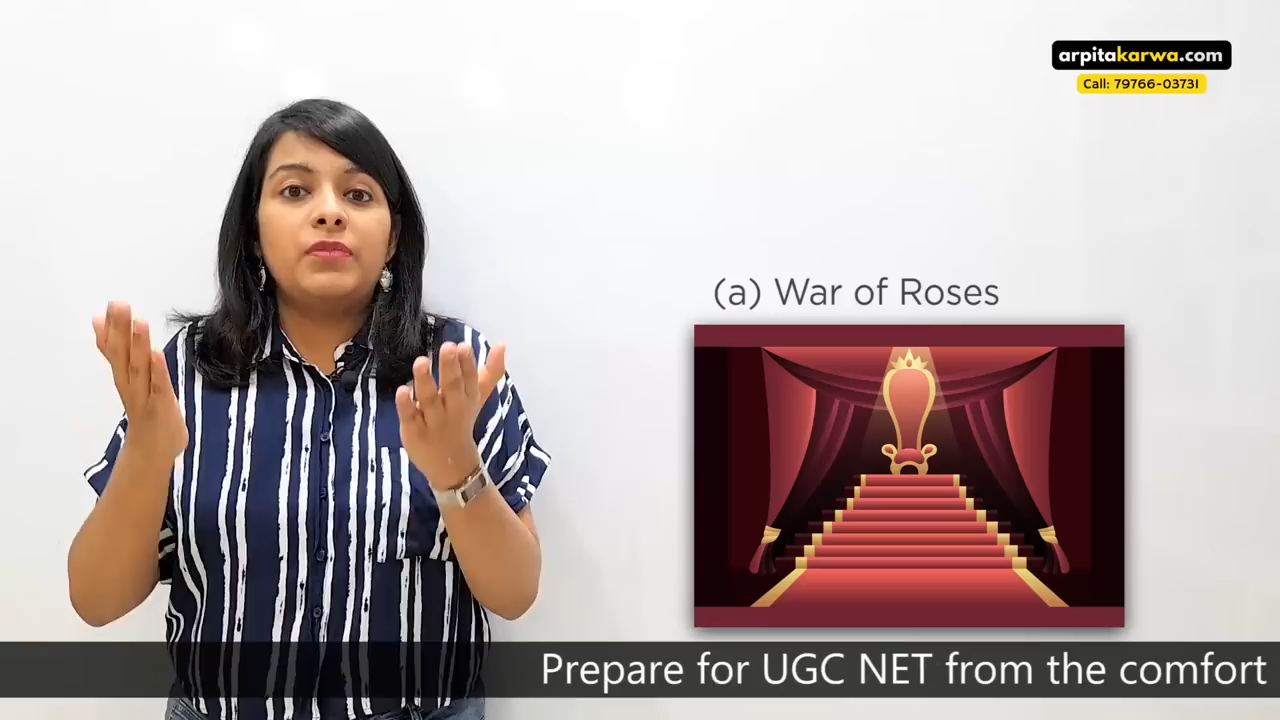 arpitakarwa.com
Call: 79766-03731
(a) War of Roses
Prepare for UGC NET from the comfort